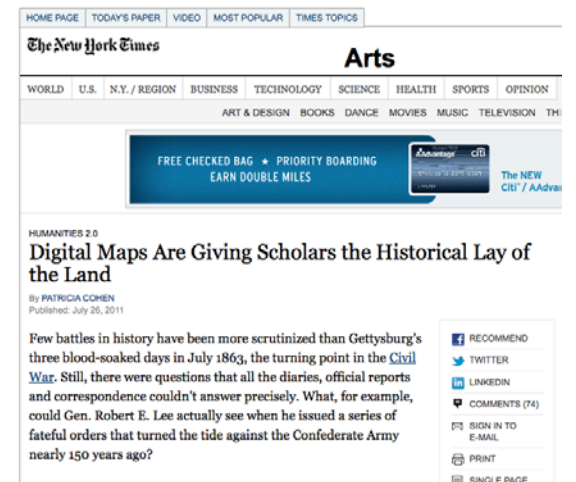 HOME PAGE TODAY'S PAPER VIDEO MOST POPULAR TIMES TOPICS
The New York Times
Arts
WORLD U.S. N.Y. / REGION BUSINESS TECHNOLOGY SCIENCE HEALTH SPORTS OPINION
ART & DESIGN BOOKS DANCE MOVIES MUSIC TELEVISION
FREE CHECKED BAG ★ PRIORITY BOARDING
EARN DOUBLE MILES
AAdvantage citi
The NEW
Citi® / AAdva
HUMANITIES 2.0
Digital Maps Are Giving Scholars the Historical Lay of
the Land
By PATRICIA COHEN
Published: July 26, 2011
Few battles in history have been more scrutinized than Gettysburg's
three blood-soaked days in July 1863, the turning point in the Civil
War. Still, there were questions that all the diaries, official reports
and correspondence couldn't answer precisely. What, for example,
could Gen. Robert E. Lee actually see when he issued a series of
fateful orders that turned the tide against the Confederate Army
nearly 150 years ago?
RECOMMEND
TWITTER
LINKEDIN
COMMENTS (74)
SIGN IN TO
E-MAIL
PRINT
SINGLE PAGE